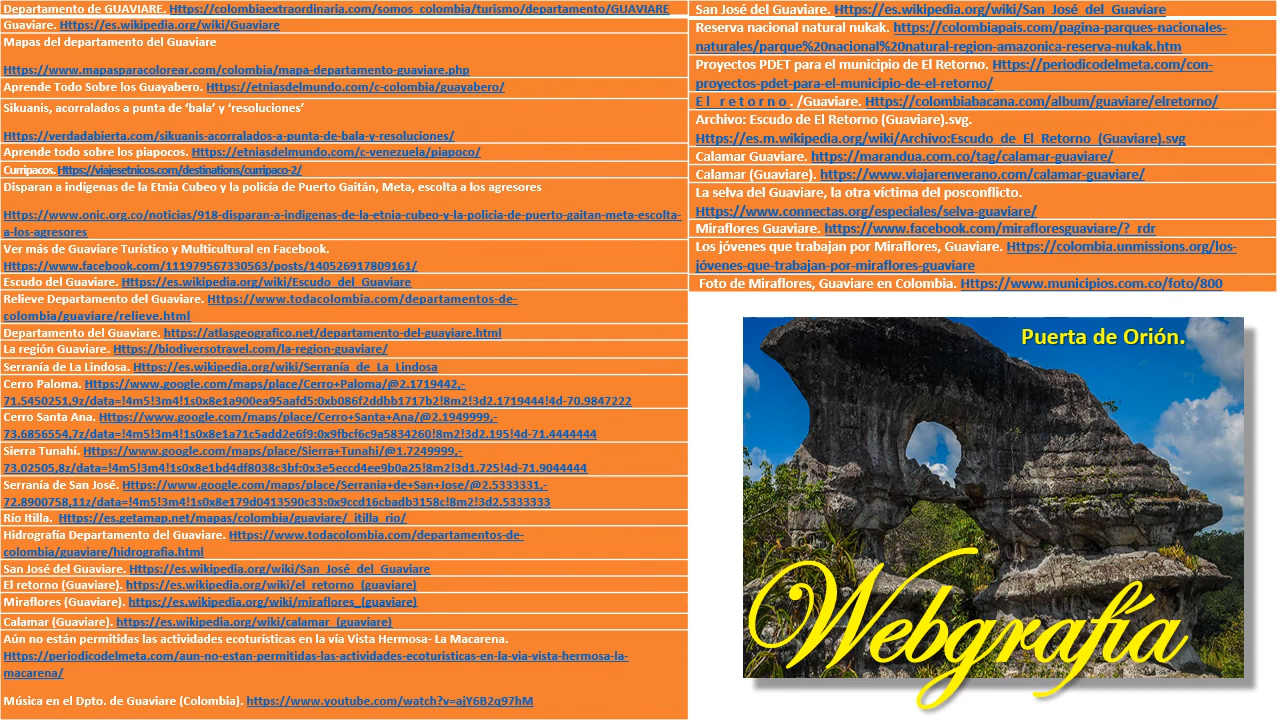 Departamento de GUAVIARE. Https://colombiaextraordinaria.com/somos_colombia/turismo/departamento/GUAVIARE
Guaviare. Https://es.wikipedia.org/wiki/Guaviare
Mapas del departamento del Guaviare
Https://www.mapasparacolorear.com/colombia/mapa-departamento-guaviare.php
Aprende Todo Sobre los Guayabero. Https://etniasdelmundo.com/c-colombia/guayabero/
Sikuanis, acorralados a punta de ‘bala’ y ‘resoluciones’
Https://verdadabierta.com/sikuanis-acorralados-a-punta-de-bala-y-resoluciones/
Aprende todo sobre los piapocos. Https://etniasdelmundo.com/c-venezuela/piapoco/
Curripacos. Https://viajesetnicos.com/destinations/curripaco-2/
Disparan a indígenas de la Etnia Cubeo y la policía de Puerto Gaitán, Meta, escolta a los agresores
Https://www.onic.org.co/noticias/918-disparan-a-indigenas-de-la-etnia-cubeo-y-la-policia-de-puerto-gaitan-meta-escolta-
a-los-agresores
Ver más de Guaviare Turístico y Multicultural en Facebook.
Https://www.facebook.com/111979567330563/posts/140526917809161/
Escudo del Guaviare. Https://es.wikipedia.org/wiki/Escudo_del_Guaviare
Relieve Departamento del Guaviare. Https://www.todacolombia.com/departamentos-de-
colombia/guaviare/relieve.html
Departamento del Guaviare. https://atlasgeografico.net/departamento-del-guaviare.html
La región Guaviare. Https://biodiversotravel.com/la-region-guaviare/
Serranía de La Lindosa. Https://es.wikipedia.org/wiki/Serranía_de_La_Lindosa
Cerro Paloma. Https://www.google.com/maps/place/Cerro+Paloma/@2.1719442,-
71.5450251,9z/data=!4m5!3m4!1s0x8e1a900ea95aafd5:0xb086f2ddbb1717b2!8m2!3d2.1719444!4d-70.9847222
Cerro Santa Ana. Https://www.google.com/maps/place/Cerro+Santa+Ana/@2.1949999,-
73.6856554,7z/data=!4m5!3m4!1s0x8e1a71c5add2e6f9:0x9fbcf6c9a5834260!8m2!3d2.195!4d-71.4444444
Sierra Tunahí. Https://www.google.com/maps/place/Sierra+Tunahi/@1.7249999,-
73.02505,8z/data=!4m5!3m4!1s0x8e1bd4df8038c3bf:0x3e5eccd4ee9b0a25!8m2!3d1.725!4d-71.9044444
Serranía de San José. Https://www.google.com/maps/place/Serrania+de+San+Jose/@2.5333331,-
72.8900758,11z/data=!4m5!3m4!1s0x8e179d0413590c33:0x9ccd16cbadb3158c!8m2!3d2.5333333!4d-72.5333333
Río Itilla.  Https://es.getamap.net/mapas/colombia/guaviare/_itilla_rio/
Hidrografía Departamento del Guaviare. Https://www.todacolombia.com/departamentos-de-
colombia/guaviare/hidrografia.html
San José del Guaviare. Https://es.wikipedia.org/wiki/San_José_del_Guaviare
El retorno (Guaviare). https://es.wikipedia.org/wiki/el_retorno_(guaviare)
Miraflores (Guaviare). https://es.wikipedia.org/wiki/miraflores_(guaviare)
Calamar (Guaviare). https://es.wikipedia.org/wiki/calamar_(guaviare)
Aún no están permitidas las actividades ecoturísticas en la vía Vista Hermosa- La Macarena.
Https://periodicodelmeta.com/aun-no-estan-permitidas-las-actividades-ecoturisticas-en-la-via-vista-hermosa-la-
macarena/
Música en el Dpto. de Guaviare (Colombia). https://www.youtube.com/watch?v=ajY6B2q97hM
San José del Guaviare. Https://es.wikipedia.org/wiki/San_José_del_Guaviare
Reserva nacional natural nukak. https://colombiapais.com/pagina-parques-nacionales-
naturales/parque%20nacional%20natural-region-amazonica-reserva-nukak.htm
Proyectos PDET para el municipio de El Retorno. Https://periodicodelmeta.com/con-
proyectos-pdet-para-el-municipio-de-el-retorno/
E l  r e t o r n o . /Guaviare. Https://colombiabacana.com/album/guaviare/elretorno/
Archivo: Escudo de El Retorno (Guaviare).svg.
Https://es.m.wikipedia.org/wiki/Archivo:Escudo_de_El_Retorno_(Guaviare).svg
Calamar Guaviare. https://marandua.com.co/tag/calamar-guaviare/
Calamar (Guaviare). https://www.viajarenverano.com/calamar-guaviare/
La selva del Guaviare, la otra víctima del posconflicto.
Https://www.connectas.org/especiales/selva-guaviare/
Miraflores Guaviare. https://www.facebook.com/mirafloresguaviare/?_rdr
Los jóvenes que trabajan por Miraflores, Guaviare. Https://colombia.unmissions.org/los-
jóvenes-que-trabajan-por-miraflores-guaviare
Foto de Miraflores, Guaviare en Colombia. Https://www.municipios.com.co/foto/800
Puerta de Orión.
Webgrafía